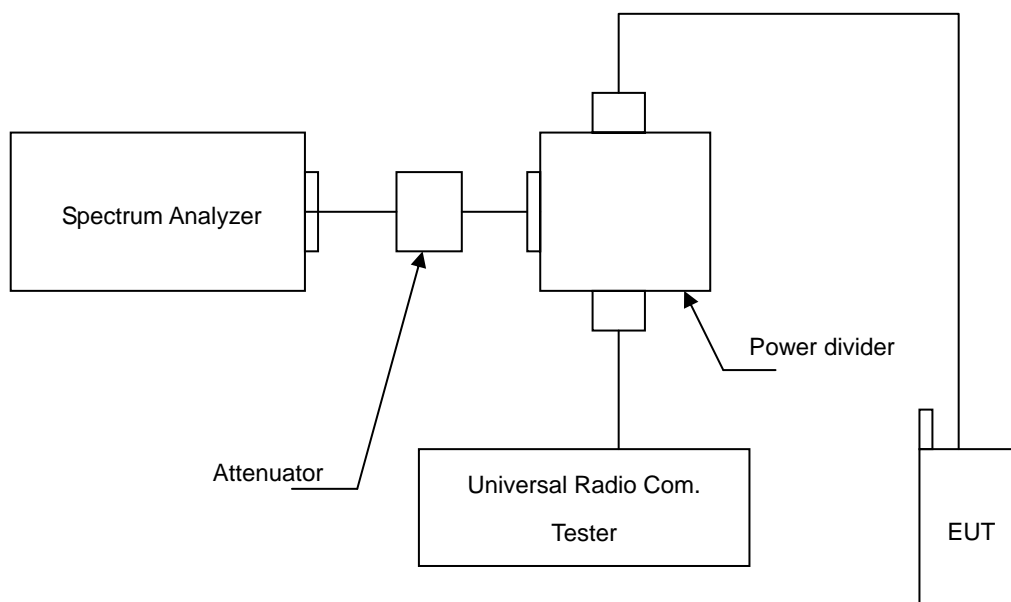 Spectrum Analyzer
Power divider
Attenuator
Universal Radio Com.
Tester
EUT